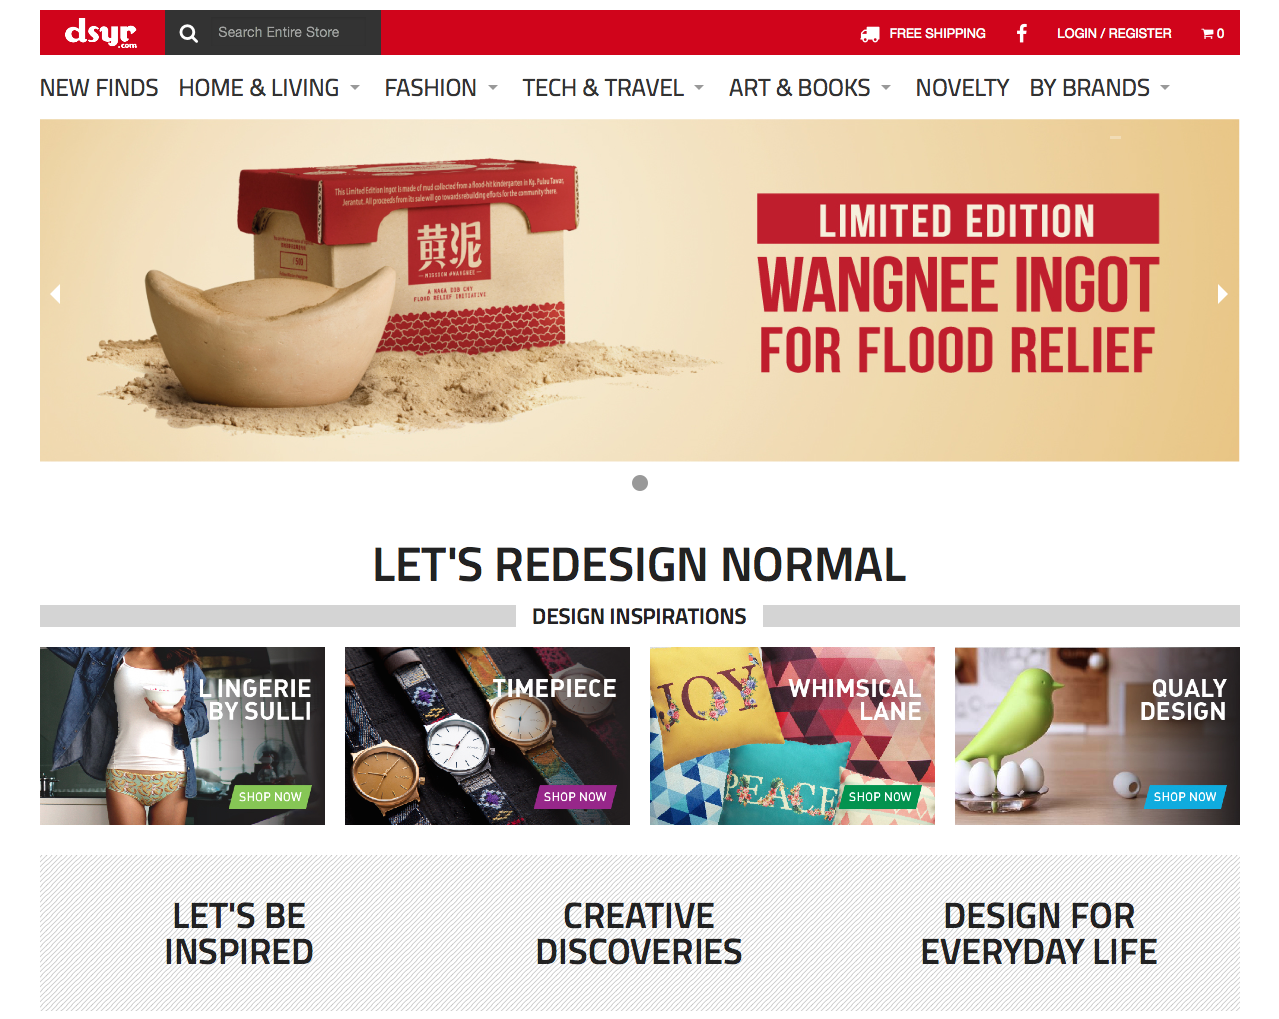 dsyr
.com
Search Entire Store
FREE SHIPPING
LOGIN / REGISTER
0
NEW FINDS
HOME & LIVING
FASHION
TECH & TRAVEL
ART & BOOKS
NOVELTY
BY BRANDS
This Limited Edition Ingot is made of mud collected from a flood-hit kindergarten in Kg. Pulau Tawar,
Jerantut. All proceeds from its sale will go towards rebuilding efforts for the community there.
黄泥
MISSION #WANGNEE
A NAGA DDB CNY
FLOOD RELIEF INITIATIVE
LIMITED EDITION
WANGNEE INGOT
FOR FLOOD RELIEF
LET'S REDESIGN NORMAL
DESIGN INSPIRATIONS
LINGERIE
BY SULLI
SHOP NOW
TIMEPIECE
SHOP NOW
JOY
PEACE
WHIMSICAL
LANE
SHOP NOW
QUALY
DESIGN
SHOP NOW
LET'S BE
INSPIRED
CREATIVE
DISCOVERIES
DESIGN FOR
EVERYDAY LIFE